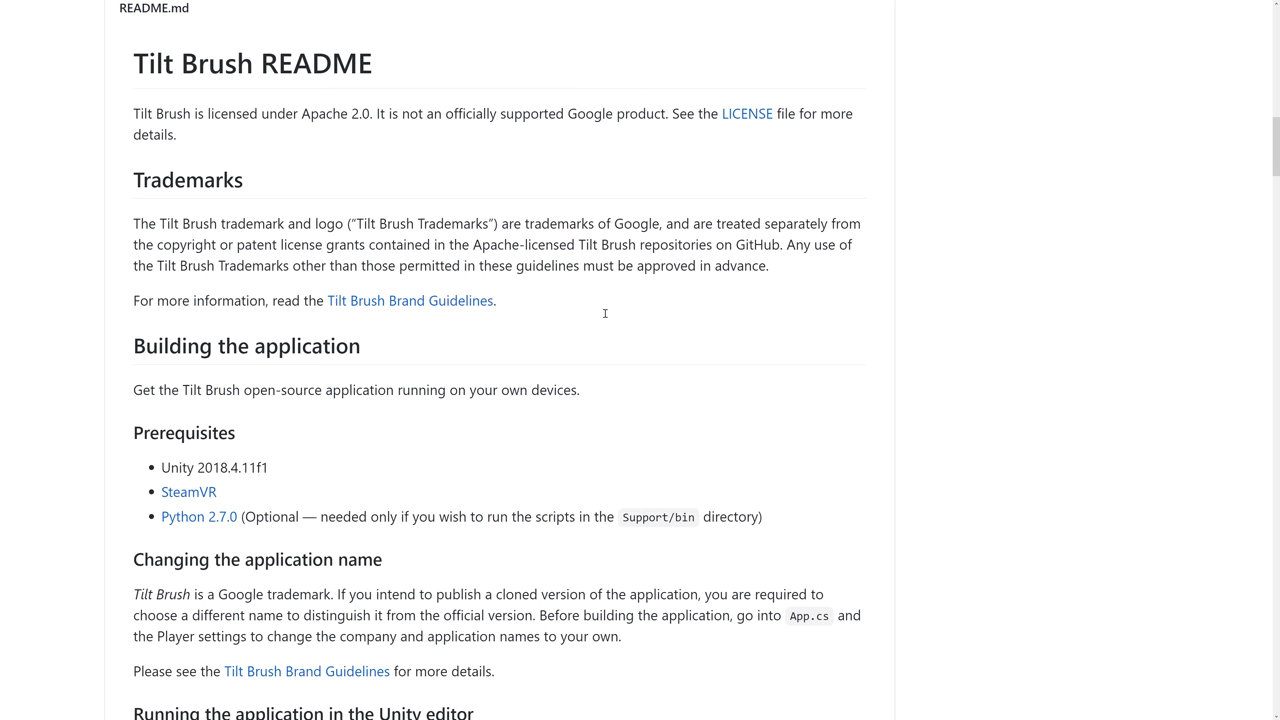 README.md
Tilt Brush README
Tilt Brush is licensed under Apache 2.0. It is not an officially supported Google product. See the LICENSE file for more
details.
Trademarks
The Tilt Brush trademark and logo (“Tilt Brush Trademarks”) are trademarks of Google, and are treated separately from
the copyright or patent license grants contained in the Apache-licensed Tilt Brush repositories on GitHub. Any use of
the Tilt Brush Trademarks other than those permitted in these guidelines must be approved in advance.
For more information, read the Tilt Brush Brand Guidelines.
Building the application
Get the Tilt Brush open-source application running on your own devices.
Prerequisites
• Unity 2018.4.11f1
• SteamVR
• Python 2.7.0 (Optional — needed only if you wish to run the scripts in the Support/bin directory)
Changing the application name
Tilt Brush is a Google trademark. If you intend to publish a cloned version of the application, you are required to
choose a different name to distinguish it from the official version. Before building the application, go into App.cs and
the Player settings to change the company and application names to your own.
Please see the Tilt Brush Brand Guidelines for more details.
Running the application in the Unity editor